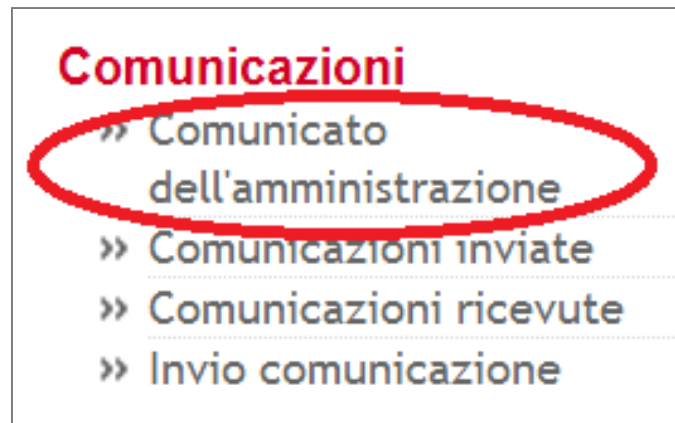 Comunicazioni
» Comunicato
dell'amministrazione
» Comunicazioni inviate
» Comunicazioni ricevute
» Invio comunicazione